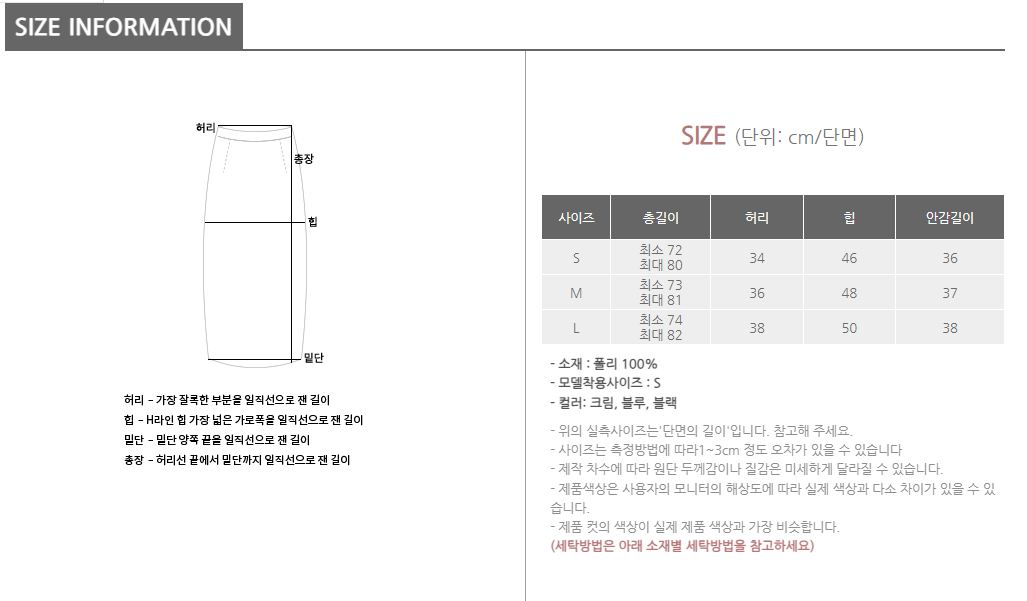 SIZE INFORMATION
허리
총장
힙
밑단
허리 - 가장 잘록한 부분을 일직선으로 잰 길이
힙 - H라인 힙 가장 넓은 가로폭을 일직선으로 잰 길이
밑단 - 밑단 양쪽 끝을 일직선으로 잰 길이
총장 - 허리선 끝에서 밑단까지 일직선으로 잰 길이
SIZE (단위: cm/단면)
사이즈 총길이 허리 힙 안감길이
S 최소 72 최대 80 34 46 36
M 최소 73 최대 81 36 48 37
L 최소 74 최대 82 38 50 38
- 소재 : 폴리 100%
- 모델착용사이즈 : S
- 컬러: 크림, 블루, 블랙
- 위의 실측사이즈는'단면의 길이'입니다. 참고해 주세요.
- 사이즈는 측정방법에 따라1~3cm 정도 오차가 있을 수 있습니다
- 제작 차수에 따라 원단 두께감이나 질감은 미세하게 달라질 수 있습니다.
- 제품색상은 사용자의 모니터의 해상도에 따라 실제 색상과 다소 차이가 있을 수 있
습니다.
- 제품 컷의 색상이 실제 제품 색상과 가장 비슷합니다.
(세탁방법은 아래 소재별 세탁방법을 참고하세요)